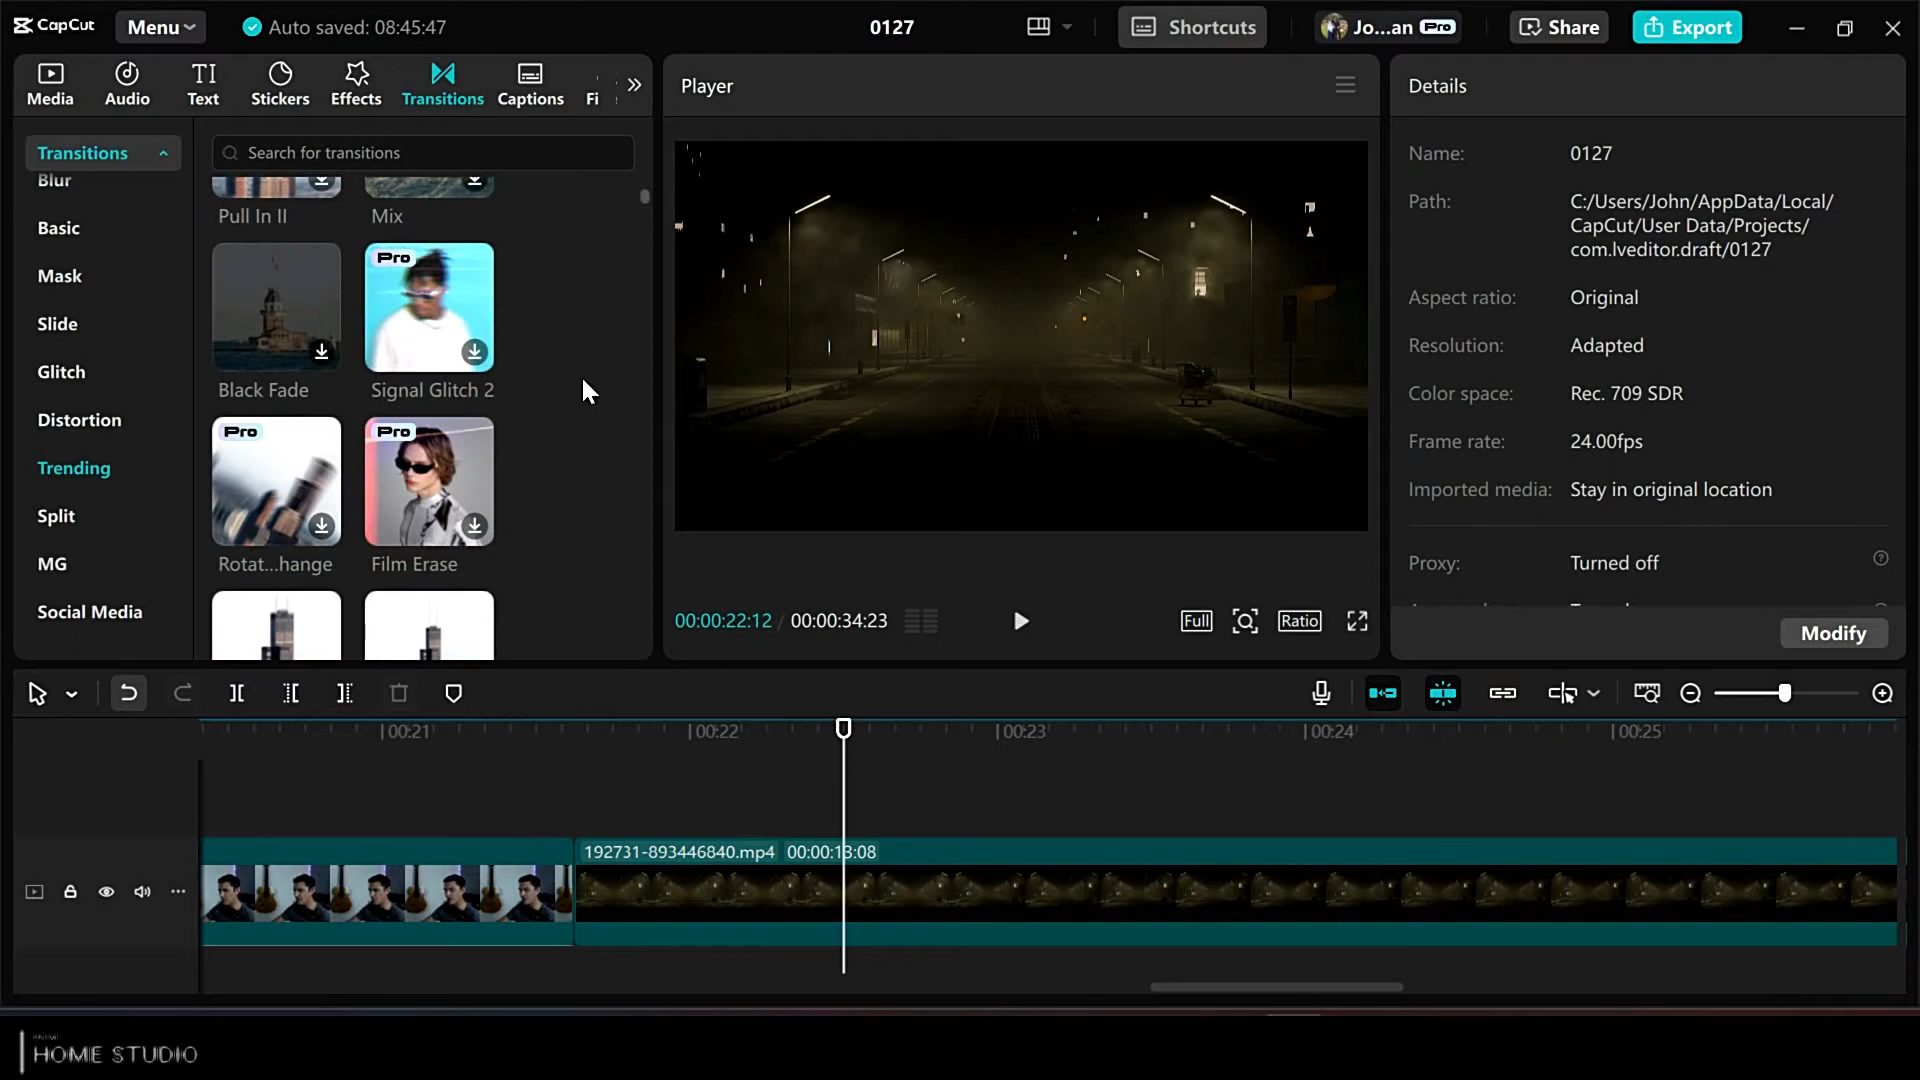 CapCut
Menu
Auto saved: 08:45:47
0127
Shortcuts
Jo...an
Pro
Share
Export
Media
Audio
TI
Text
Stickers
Effects
Transitions
Captions
Fi
Player
Details
Transitions
Search for transitions
Blur
Basic
Mask
Slide
Glitch
Distortion
Trending
Split
MG
Social Media
Pull In II
Mix
Pro
Black Fade
Signal Glitch 2
Pro
Pro
Rotat...hange
Film Erase
00:00:22:12 / 00:00:34:23
Full
Ratio
Name: 0127
Path: C:/Users/John/AppData/Local/
CapCut/User Data/Projects/
com.lveditor.draft/0127
Aspect ratio: Original
Resolution: Adapted
Color space: Rec. 709 SDR
Frame rate: 24.00fps
Imported media: Stay in original location
Proxy: Turned off
Modify
00:21
00:22
00:23
00:24
00:25
192731-893446840.mp4 00:00:13:08
HOME STUDIO